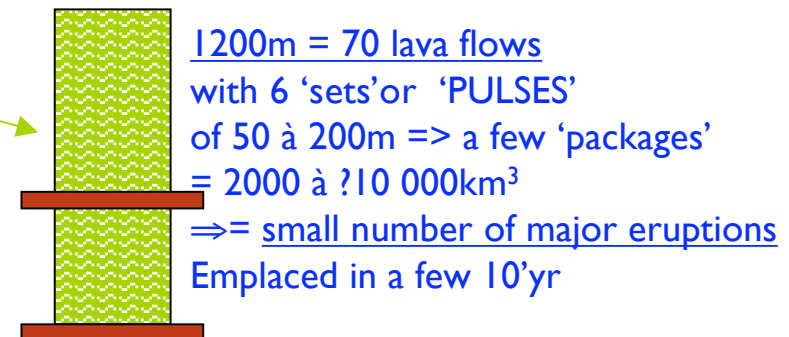 1200m = 70 lava flows
with 6 ‘sets’or ‘PULSES’
of 50 à 200m => a few ‘packages’
= 2000 à ?10 000km³
⇒= small number of major eruptions
Emplaced in a few 10’yr